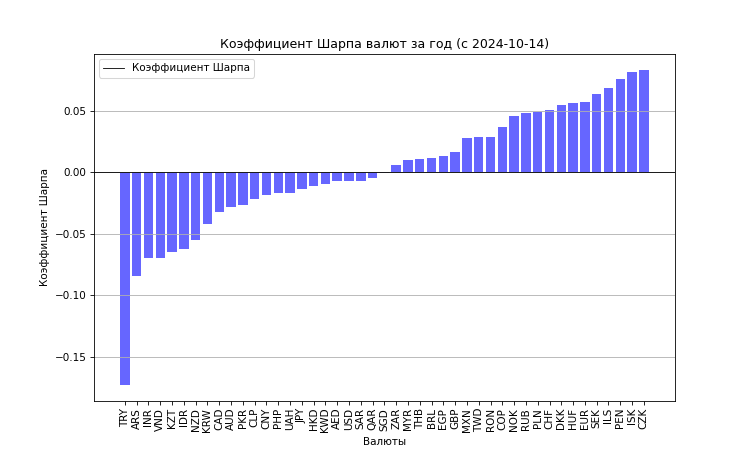 Коэффициент Шарпа валют за год (с 2024-10-14)
Коэффициент Шарпа
0.05
0.00
−0.05
−0.10
−0.15
Коэффициент Шарпа
TRY ARS INR VND KZT IDR NZD KRW CAD AUD PKR CLP CNY PHP UAH JPY HKD KWD AED USD SAR QAR SGD ZAR MYR THB BRL EGP GBP MXN TWD RON COP NOK RUB PLN CHF DKK HUF EUR SEK ILS PEN ISK CZK
Валюты